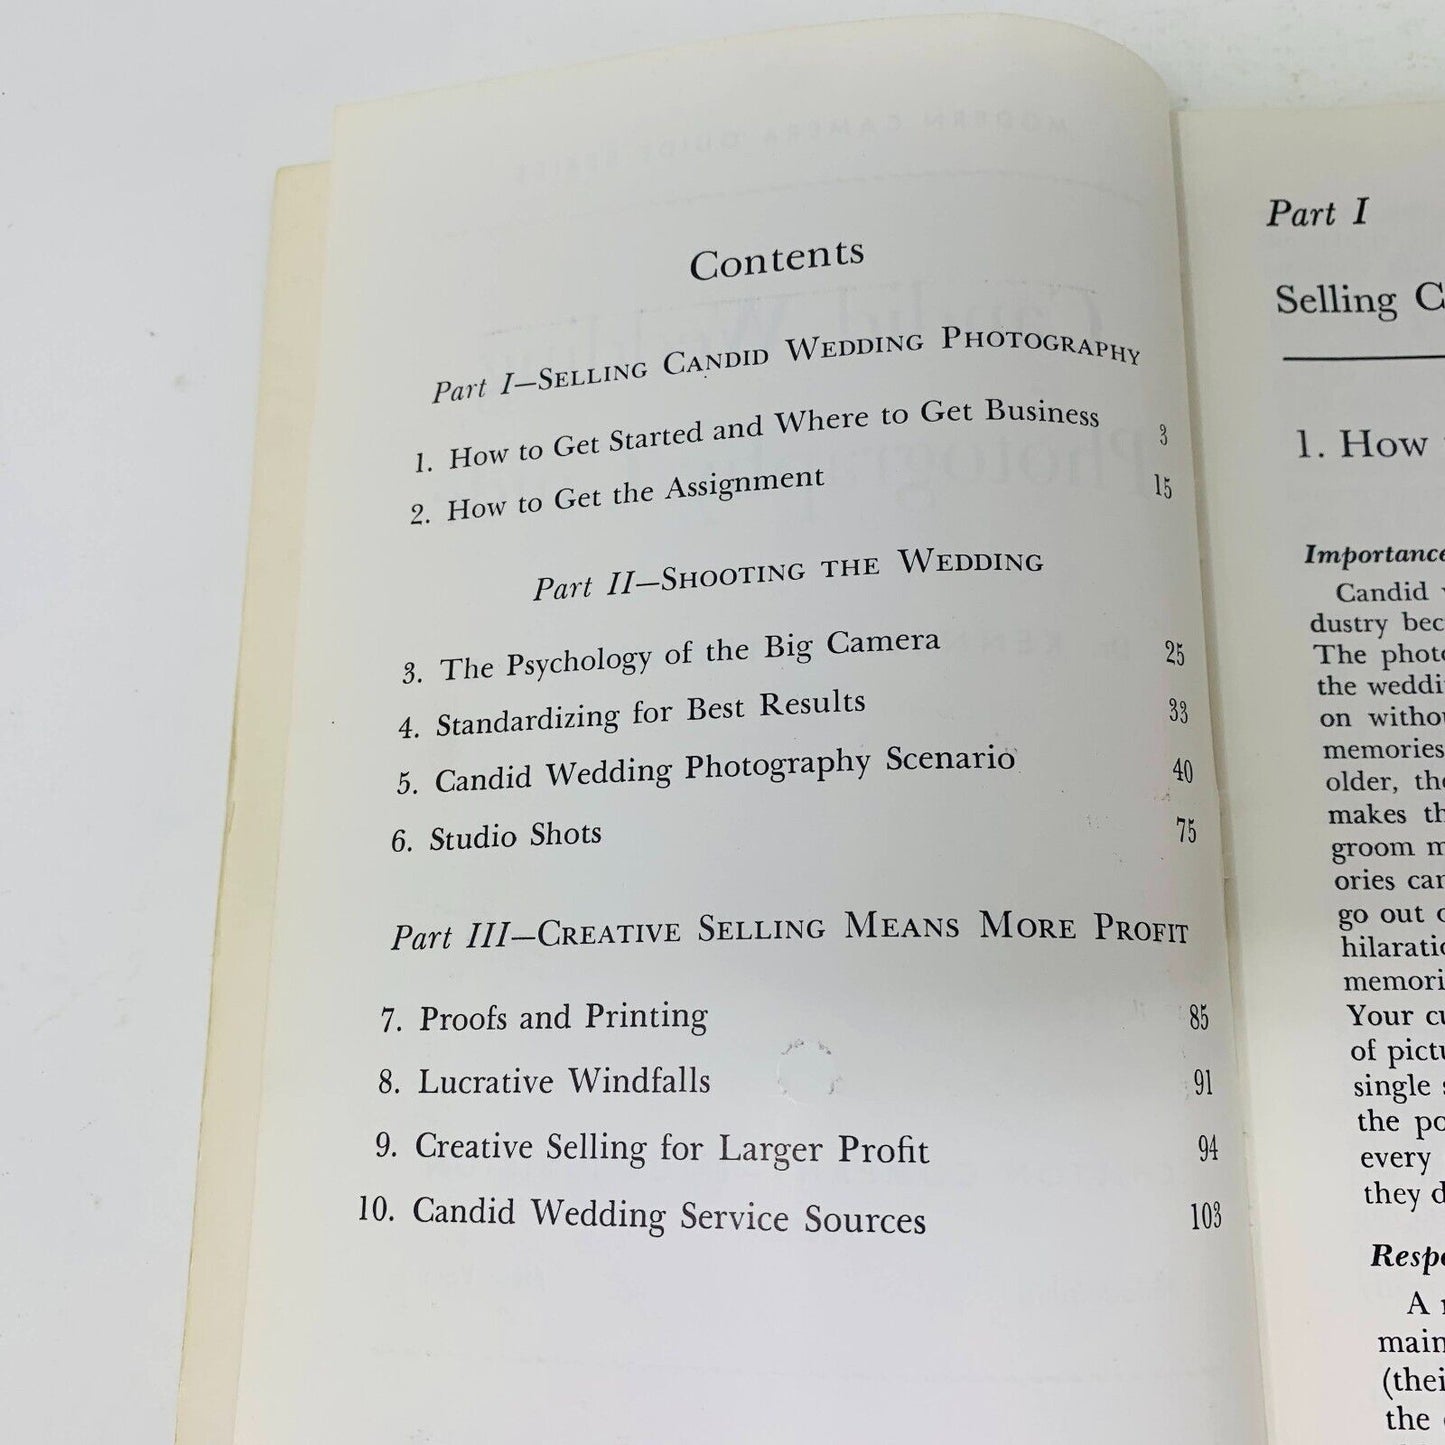 Contents
Part I—Selling Candid Wedding Photography
1. How to Get Started and Where to Get Business 3
2. How to Get the Assignment 15
Part II—Shooting the Wedding
3. The Psychology of the Big Camera 25
4. Standardizing for Best Results 33
5. Candid Wedding Photography Scenario 40
6. Studio Shots 75
Part III—Creative Selling Means More Profit
7. Proofs and Printing 85
8. Lucrative Windfalls 91
9. Creative Selling for Larger Profit 94
10. Candid Wedding Service Sources 103
Part I
Selling C
1. How
Importance
Candid
dustry bec
The phot
the weddi
on withou
memories
older, the
makes th
groom m
ories can
go out
hilaratio
memori
Your cu
of pictu
single
the po
every
they d
Respo
A
main
(thei
the